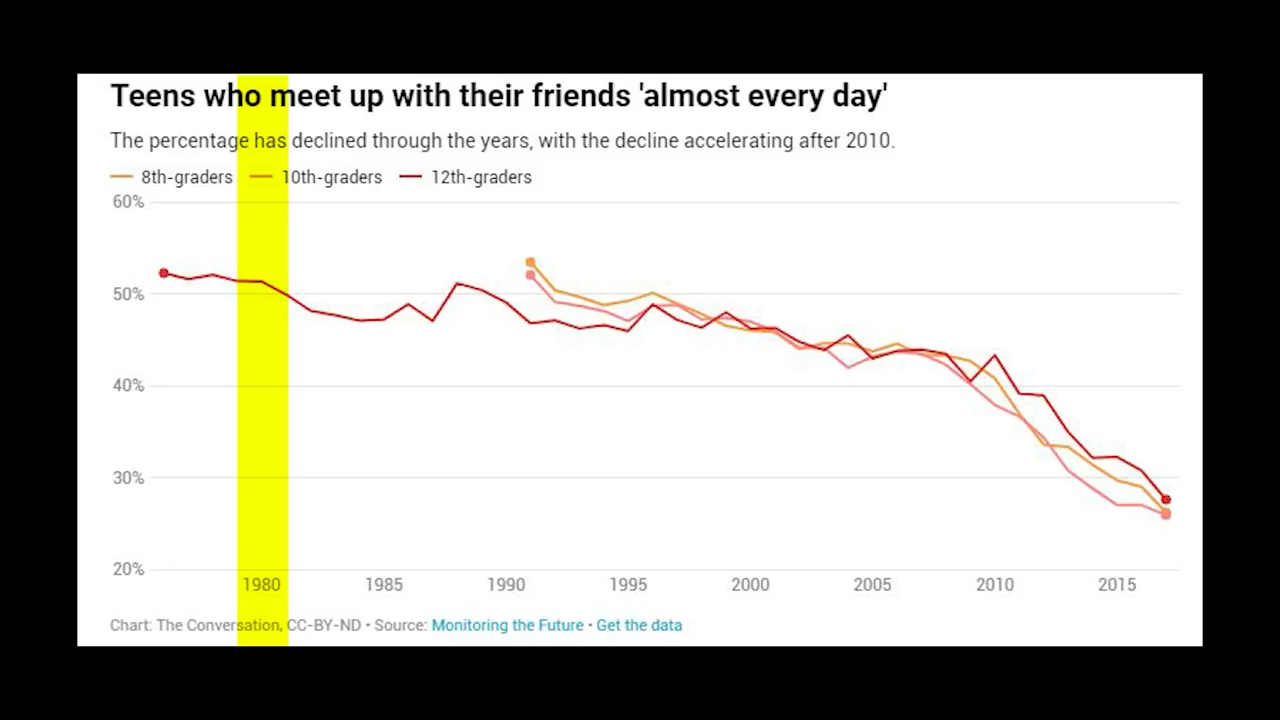 Teens who meet up with their friends 'almost every day'
The percentage has declined through the years, with the decline accelerating after 2010.
8th-graders 10th-graders 12th-graders
60%
50%
40%
30%
20%
1980 1985 1990 1995 2000 2005 2010 2015
Chart: The Conversation, CC-BY-ND • Source: Monitoring the Future • Get the data